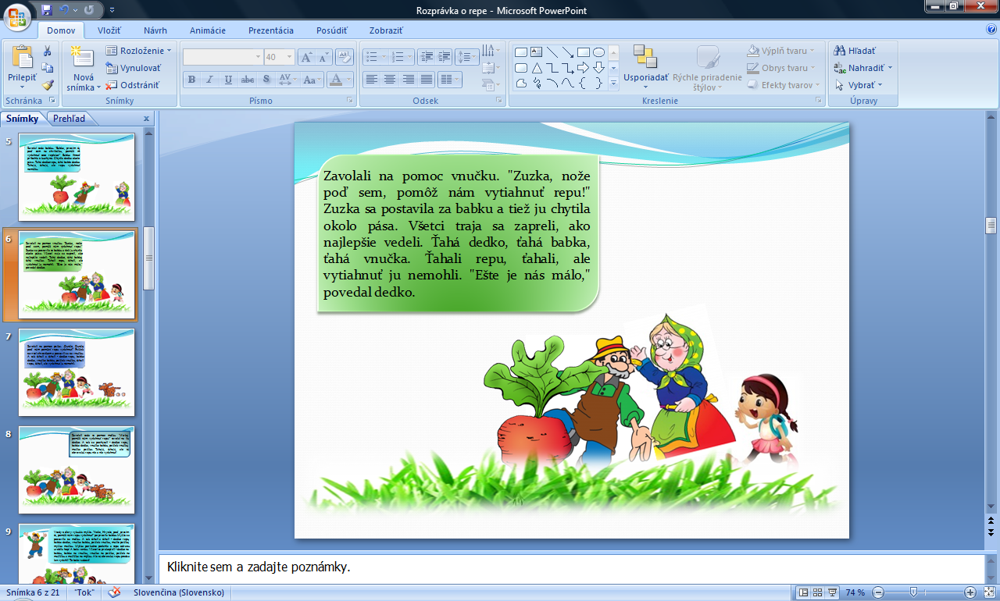 Rozprávka o repe - Microsoft PowerPoint
Domov Vložiť Návrh Animácie Prezentácia Posúdiť Zobraziť
Prilepiť
Schránka
Nová snímka
Rozloženie
Vynulovať
Odstrániť
Snímky
40
Písmo
Odsek
Usporiadať
Rýchle priradenie štýlov
Výplň tvaru
Obrys tvaru
Efekty tvarov
Kreslenie
Hľadať
Nahradiť
Vybrať
Úpravy
Snímky Prehľad
5
6
7
8
9
Zavolali na pomoc vnučku. "Zuzka, nože
poď sem, pomôž nám vytiahnuť repu!"
Zuzka sa postavila za babku a tiež ju chytila
okolo pása. Všetci traja sa zapreli, ako
najlepšie vedeli. Ťahá dedko, ťahá babka,
ťahá vnučka. Ťahali repu, ťahali, ale
vytiahnuť ju nemohli. "Ešte je nás málo,"
povedal dedko.
Kliknite sem a zadajte poznámky.
Snímka 6 z 21 "Tok" Slovenčina (Slovensko) 74 %